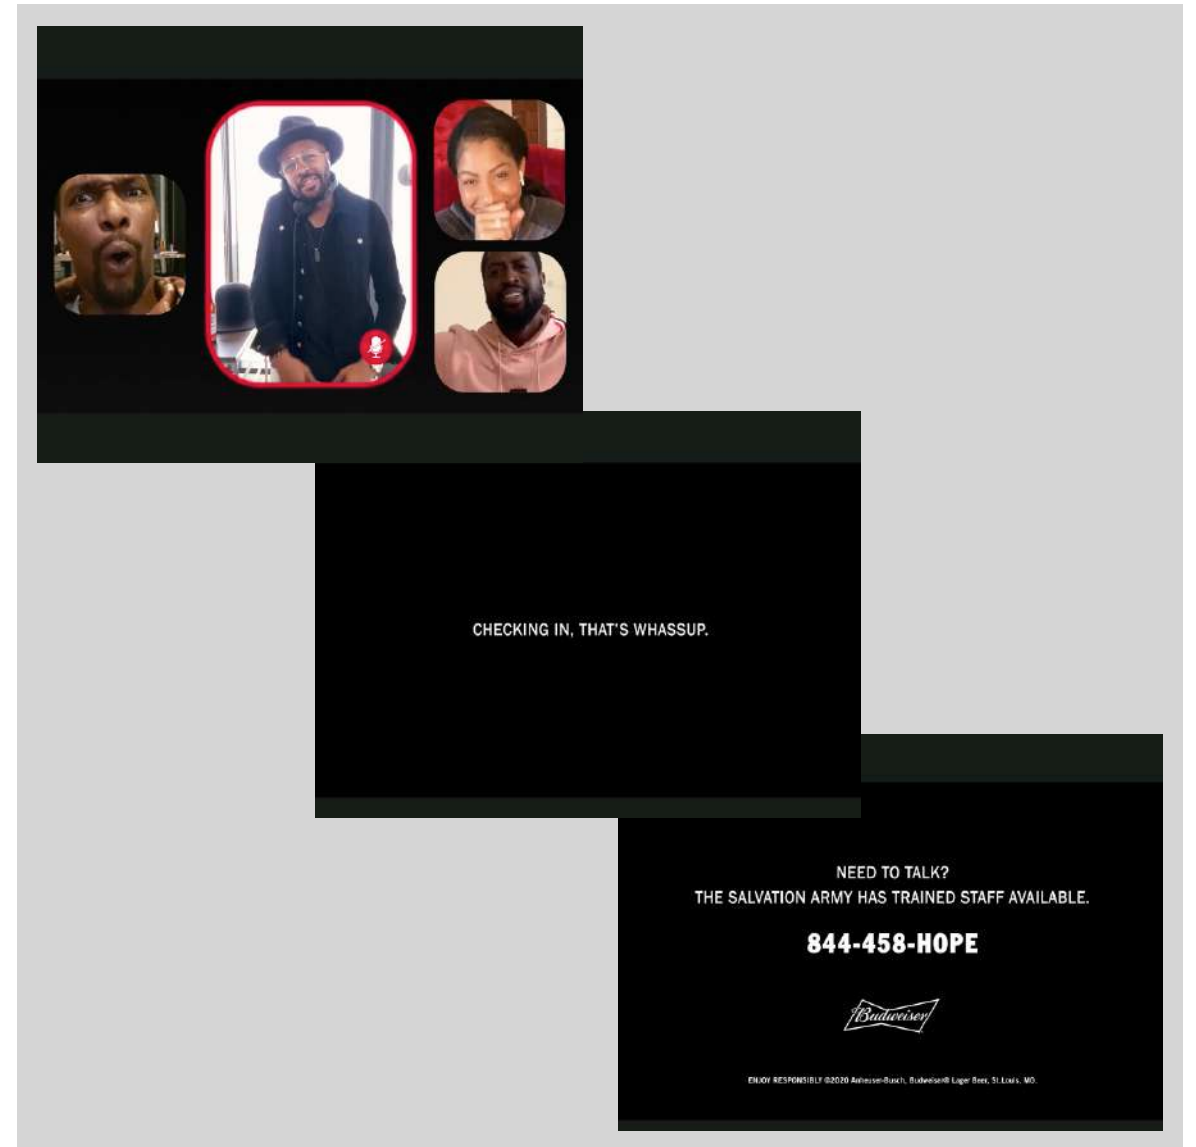 CHECKING IN, THAT'S WHASSUP.
NEED TO TALK?
THE SALVATION ARMY HAS TRAINED STAFF AVAILABLE.
844-458-HOPE
Budweiser
ENJOY RESPONSIBLY ©2020 Anheuser-Busch, Budweiser® Lager Beer, St. Louis, MO.